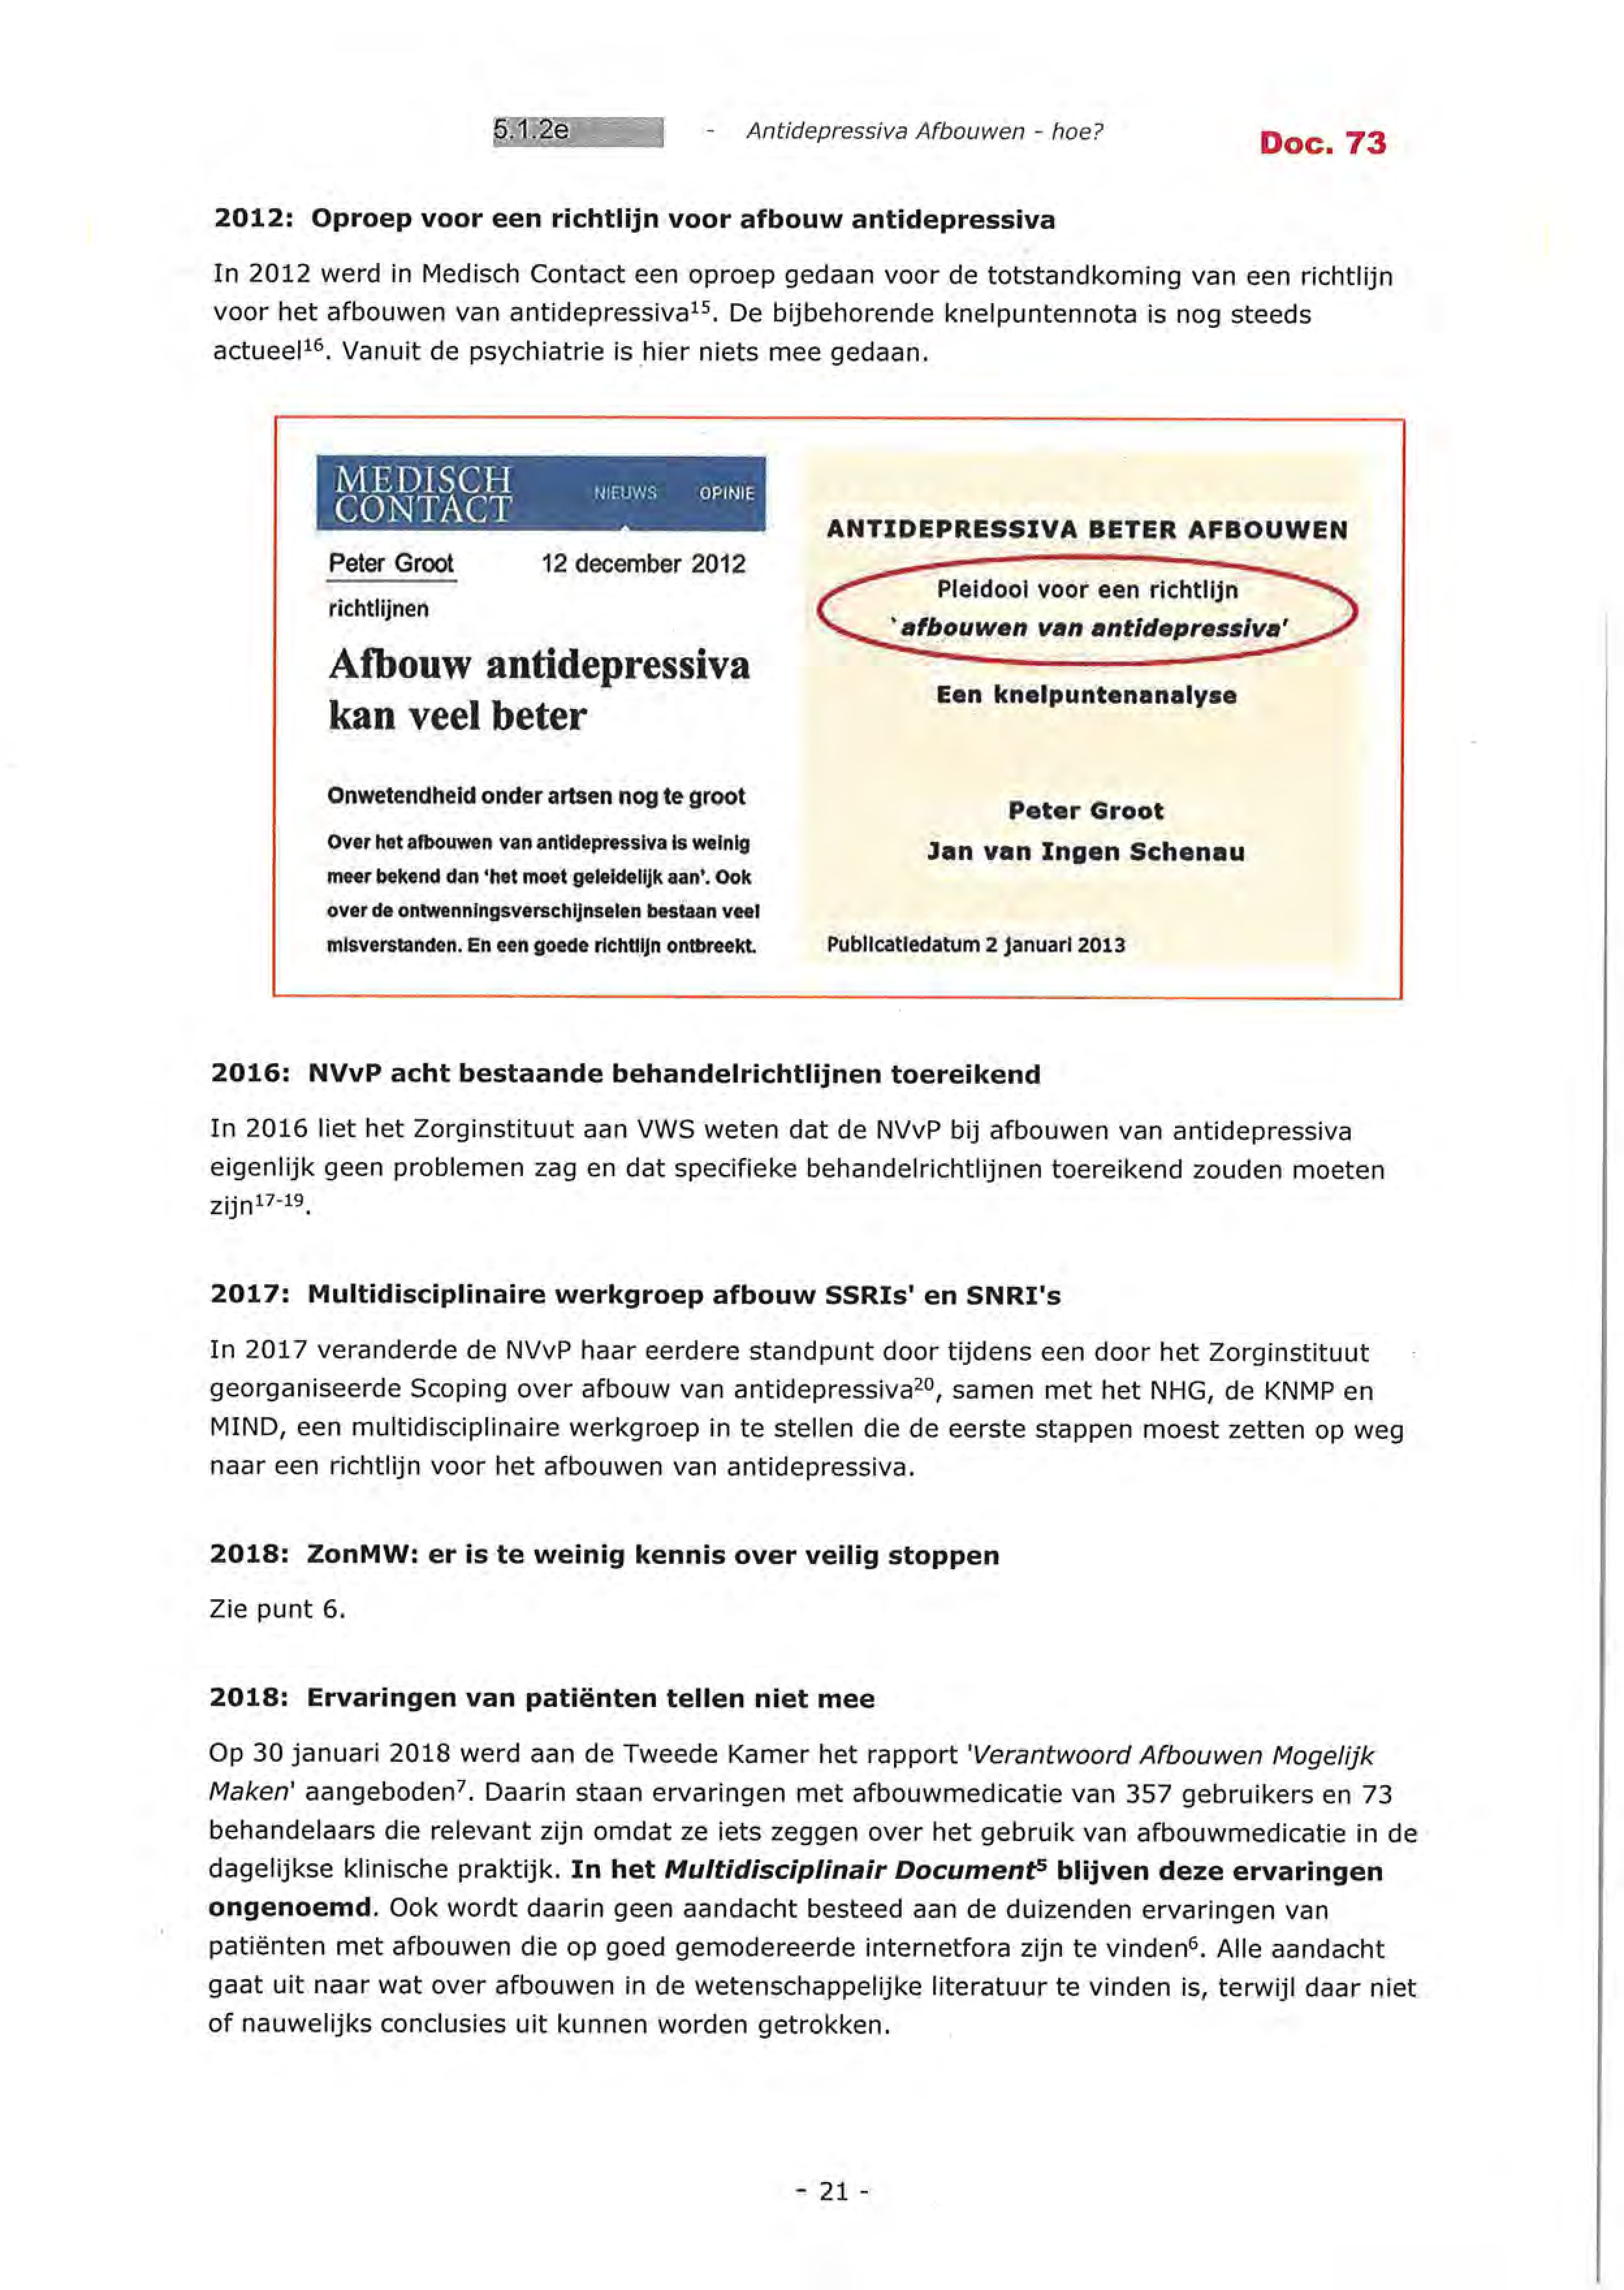 5.1.2e - Antidepressiva Afbouwen - hoe?
Doc. 73
2012: Oproep voor een richtlijn voor afbouw antidepressiva
In 2012 werd in Medisch Contact een oproep gedaan voor de totstandkoming van een richtlijn
voor het afbouwen van antidepressiva¹⁵. De bijbehorende knelpuntennota is nog steeds
actueel¹⁶. Vanuit de psychiatrie is hier niets mee gedaan.
MEDISCH
CONTACT
NIEUWS OPINIE
Peter Groot 12 december 2012
richtlijnen
Afbouw antidepressiva
kan veel beter
Onwetendheid onder artsen nog te groot
Over het afbouwen van antidepressiva is weinig
meer bekend dan 'het moet geleidelijk aan'. Ook
over de ontwenningsverschijnselen bestaan veel
misverstanden. En een goede richtlijn ontbreekt.
ANTIDEPRESSIVA BETER AFBOUWEN
Pleidooi voor een richtlijn
'afbouwen van antidepressiva'
Een knelpuntenanalyse
Peter Groot
Jan van Ingen Schenau
Publicatiedatum 2 januari 2013
2016: NVvP acht bestaande behandelrichtlijnen toereikend
In 2016 liet het Zorginstituut aan VWS weten dat de NVvP bij afbouwen van antidepressiva
eigenlijk geen problemen zag en dat specifieke behandelrichtlijnen toereikend zouden moeten
zijn¹⁷⁻¹⁹.
2017: Multidisciplinaire werkgroep afbouw SSRIs' en SNRI's
In 2017 veranderde de NVvP haar eerdere standpunt door tijdens een door het Zorginstituut
georganiseerde Scoping over afbouw van antidepressiva²⁰, samen met het NHG, de KNMP en
MIND, een multidisciplinaire werkgroep in te stellen die de eerste stappen moest zetten op weg
naar een richtlijn voor het afbouwen van antidepressiva.
2018: ZonMW: er is te weinig kennis over veilig stoppen
Zie punt 6.
2018: Ervaringen van patiënten tellen niet mee
Op 30 januari 2018 werd aan de Tweede Kamer het rapport 'Verantwoord Afbouwen Mogelijk
Maken' aangeboden⁷. Daarin staan ervaringen met afbouwmedicatie van 357 gebruikers en 73
behandelaars die relevant zijn omdat ze iets zeggen over het gebruik van afbouwmedicatie in de
dagelijkse klinische praktijk. In het Multidisciplinair Document⁵ blijven deze ervaringen
ongenoemd. Ook wordt daarin geen aandacht besteed aan de duizenden ervaringen van
patiënten met afbouwen die op goed gemodereerde internetfora zijn te vinden⁶. Alle aandacht
gaat uit naar wat over afbouwen in de wetenschappelijke literatuur te vinden is, terwijl daar niet
of nauwelijks conclusies uit kunnen worden getrokken.
- 21 -